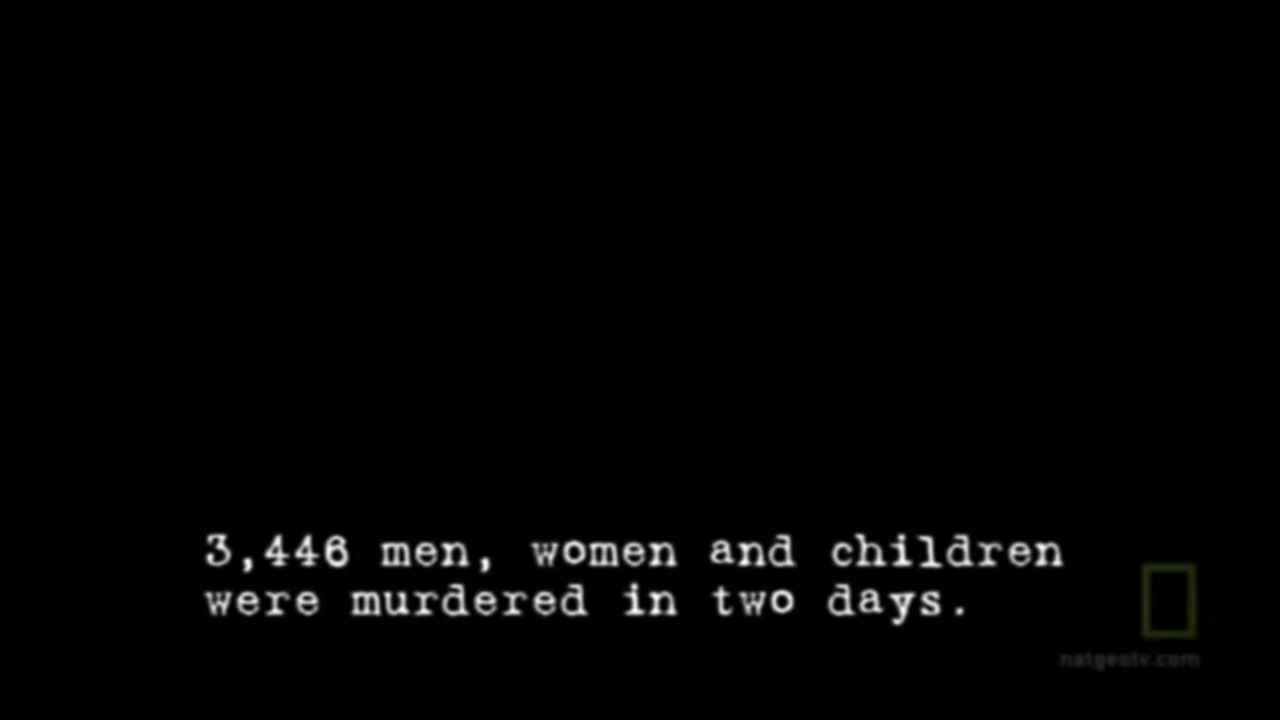 3,446 men, women and children
were murdered in two days.
natgeotv.com